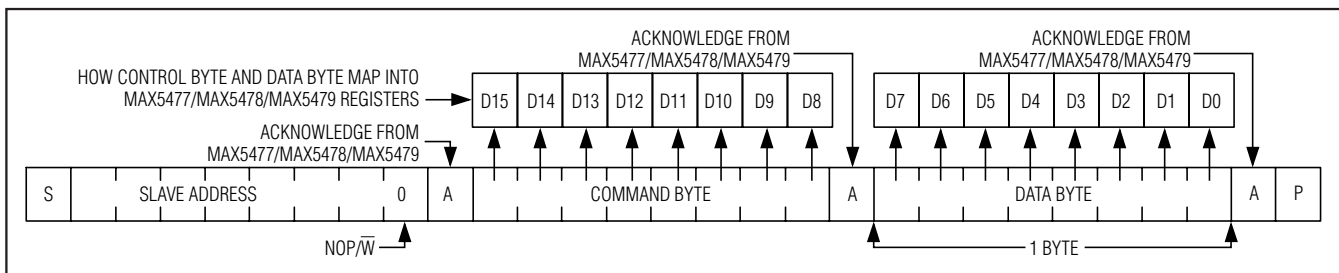 ACKNOWLEDGE FROM
MAX5477/MAX5478/MAX5479
ACKNOWLEDGE FROM
MAX5477/MAX5478/MAX5479
HOW CONTROL BYTE AND DATA BYTE MAP INTO
MAX5477/MAX5478/MAX5479 REGISTERS
D15 D14 D13 D12 D11 D10 D9 D8 D7 D6 D5 D4 D3 D2 D1 D0
ACKNOWLEDGE FROM
MAX5477/MAX5478/MAX5479
S SLAVE ADDRESS 0 A COMMAND BYTE A DATA BYTE A P
NOP/W̅ 1 BYTE